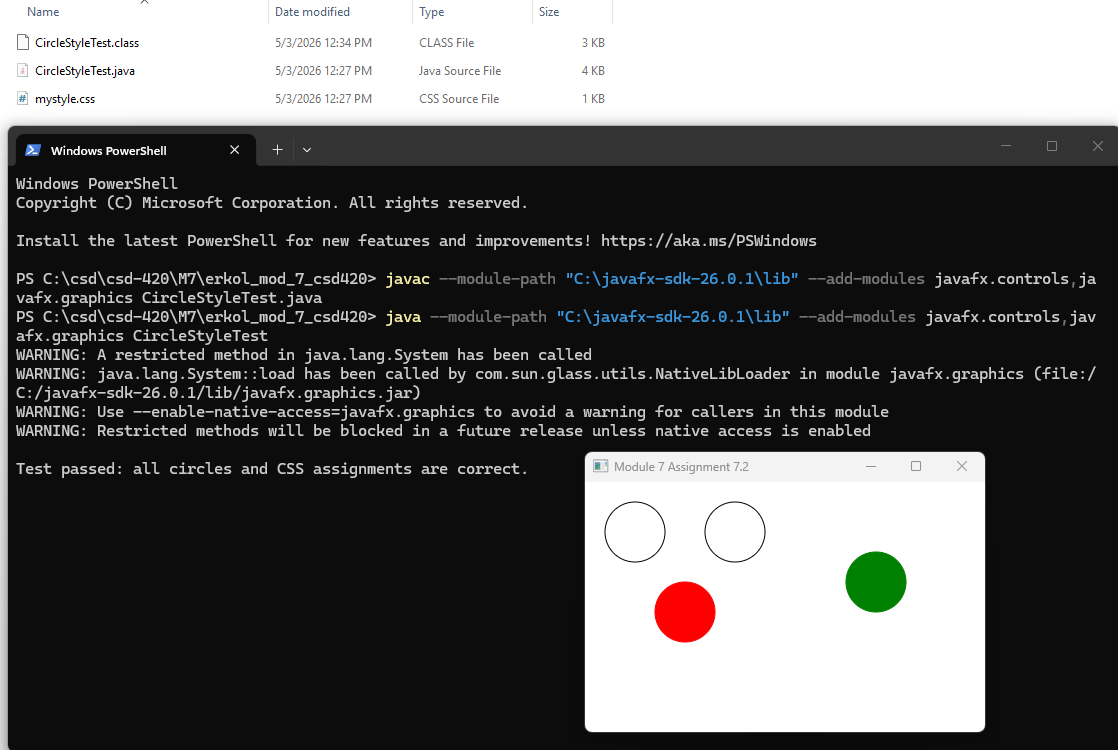 Name Date modified Type Size
CircleStyleTest.class 5/3/2026 12:34 PM CLASS File 3 KB
CircleStyleTest.java 5/3/2026 12:27 PM Java Source File 4 KB
mystyle.css 5/3/2026 12:27 PM CSS Source File 1 KB
Windows PowerShell
Windows PowerShell
Copyright (C) Microsoft Corporation. All rights reserved.
Install the latest PowerShell for new features and improvements! https://aka.ms/PSWindows
PS C:\csd\csd-420\M7\erkol_mod_7_csd420> javac --module-path "C:\javafx-sdk-26.0.1\lib" --add-modules javafx.controls,ja
vafx.graphics CircleStyleTest.java
PS C:\csd\csd-420\M7\erkol_mod_7_csd420> java --module-path "C:\javafx-sdk-26.0.1\lib" --add-modules javafx.controls,jav
afx.graphics CircleStyleTest
WARNING: A restricted method in java.lang.System has been called
WARNING: java.lang.System::load has been called by com.sun.glass.utils.NativeLibLoader in module javafx.graphics (file:/
C:/javafx-sdk-26.0.1/lib/javafx.graphics.jar)
WARNING: Use --enable-native-access=javafx.graphics to avoid a warning for callers in this module
WARNING: Restricted methods will be blocked in a future release unless native access is enabled
Test passed: all circles and CSS assignments are correct.
Module 7 Assignment 7.2